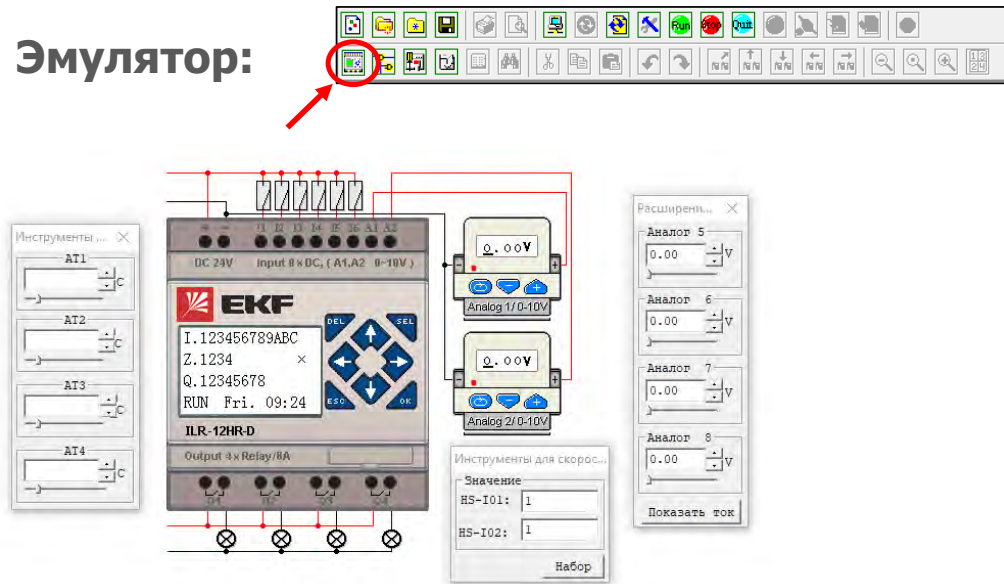 Эмулятор:
Run
Stop
Quit
Инструменты ...
AT1
C
AT2
C
AT3
C
AT4
C
+ - I1 I2 I3 I4 I5 I6 A1 A2
DC 24V input 8 x DC, ( A1,A2 0~10V )
EKF
DEL SEL
I.123456789ABC
Z.1234 ×
Q.12345678
RUN Fri. 09:24
ESC OK
ILR-12HR-D
Output 4 x Relay/8A
Q1 Q2 Q3 Q4
0.00V
- +
Analog 1/ 0-10V
0.00V
- +
Analog 2/ 0-10V
Инструменты для скорос...
Значение
HS-I01: 1
HS-I02: 1
Набор
Расширени...
Аналог 5
0.00 V
Аналог 6
0.00 V
Аналог 7
0.00 V
Аналог 8
0.00 V
Показать ток